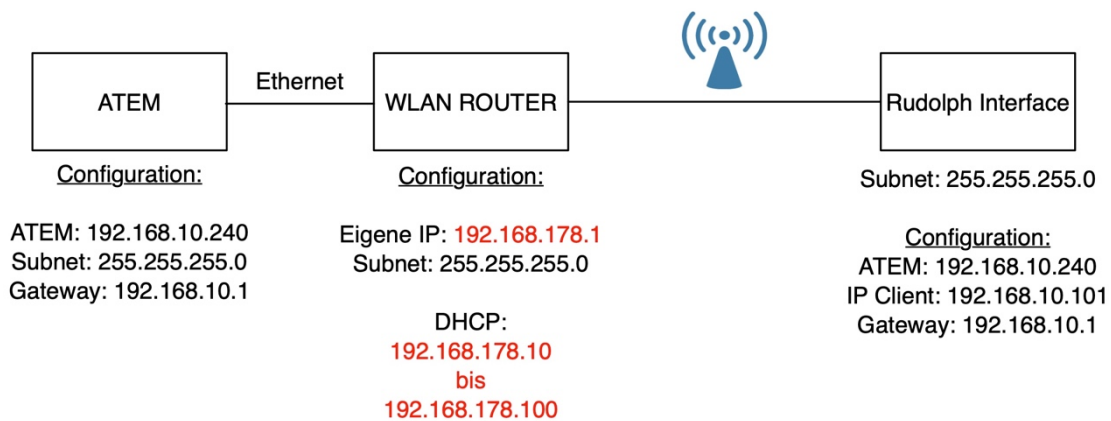 ATEM
Ethernet
WLAN ROUTER
Rudolph Interface
Configuration:
ATEM: 192.168.10.240
Subnet: 255.255.255.0
Gateway: 192.168.10.1
Configuration:
Eigene IP: 192.168.178.1
Subnet: 255.255.255.0
DHCP:
192.168.178.10
bis
192.168.178.100
Subnet: 255.255.255.0
Configuration:
ATEM: 192.168.10.240
IP Client: 192.168.10.101
Gateway: 192.168.10.1